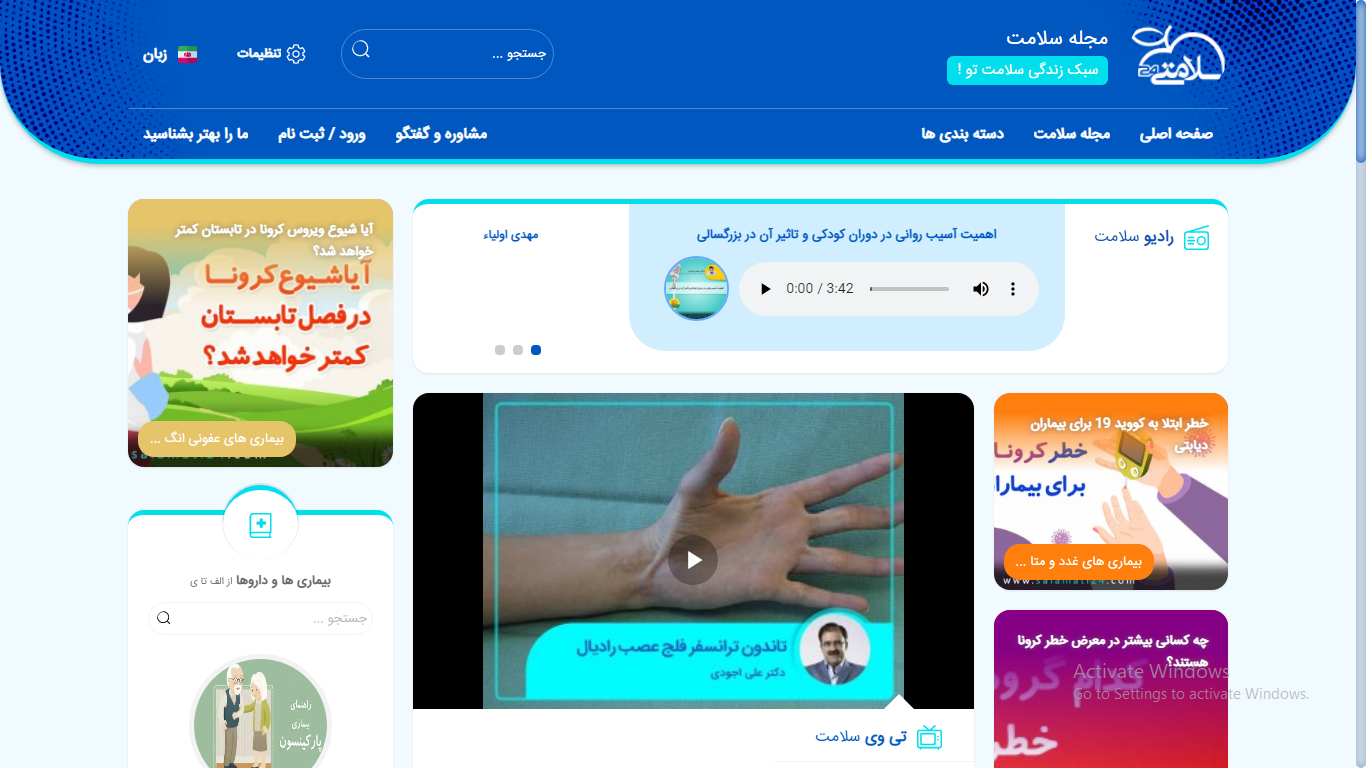 سلامتی24
مجله سلامت
سبک زندگی سلامت تو !
جستجو ...
تنظیمات
زبان
صفحه اصلی
مجله سلامت
دسته بندی ها
مشاوره و گفتگو
ورود / ثبت نام
ما را بهتر بشناسید
رادیو سلامت
اهمیت آسیب روانی در دوران کودکی و تاثیر آن در بزرگسالی
0:00 / 3:42
مهدی اولیاء
آیا شیوع ویروس کرونا در تابستان کمتر
خواهد شد؟
آیا شیوع کرونا
در فصل تابستان
کمتر خواهد شد؟
بیماری های عفونی انگ ...
خطر ابتلا به کووید 19 برای بیماران
دیابتی
خطر کرونا
برای بیمارا
بیماری های غدد و متا ...
www.salamati24.com
چه کسانی بیشتر در معرض خطر کرونا
هستند؟
کدام گرو
خطر
تاندون ترانسفر فلج عصب رادیال
دکتر علی اجودی
تی وی سلامت
بیماری ها و داروها از الف تا ی
جستجو ...
راهنمای
بیماری
پارکینسون
Activate Windows
Go to Settings to activate Windows.